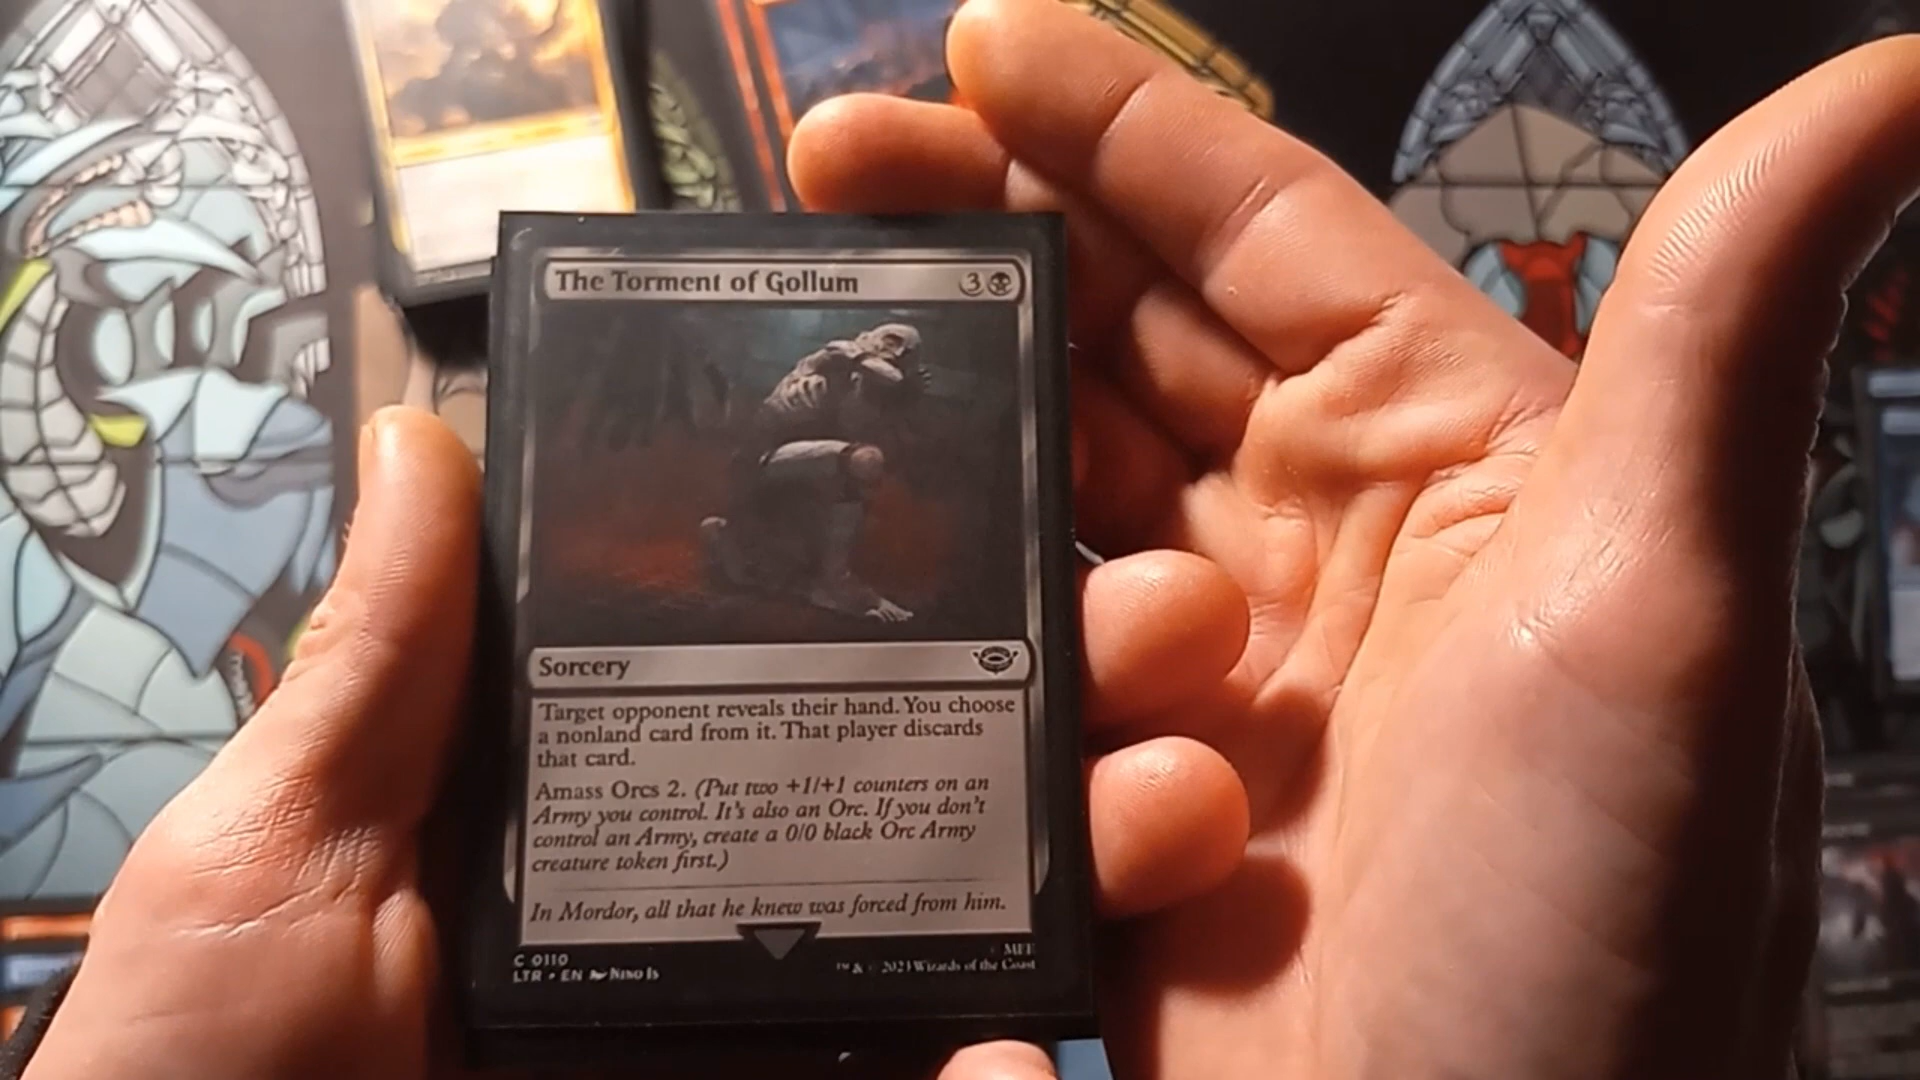 The Torment of Gollum 3
Sorcery
Target opponent reveals their hand. You choose
a nonland card from it. That player discards
that card.
Amass Orcs 2. (Put two +1/+1 counters on an
Army you control. It's also an Orc. If you don't
control an Army, create a 0/0 black Orc Army
creature token first.)
In Mordor, all that he knew was forced from him.
C 0110
LTR • EN Nino Is
MEE
™ & 2023 Wizards of the Coast